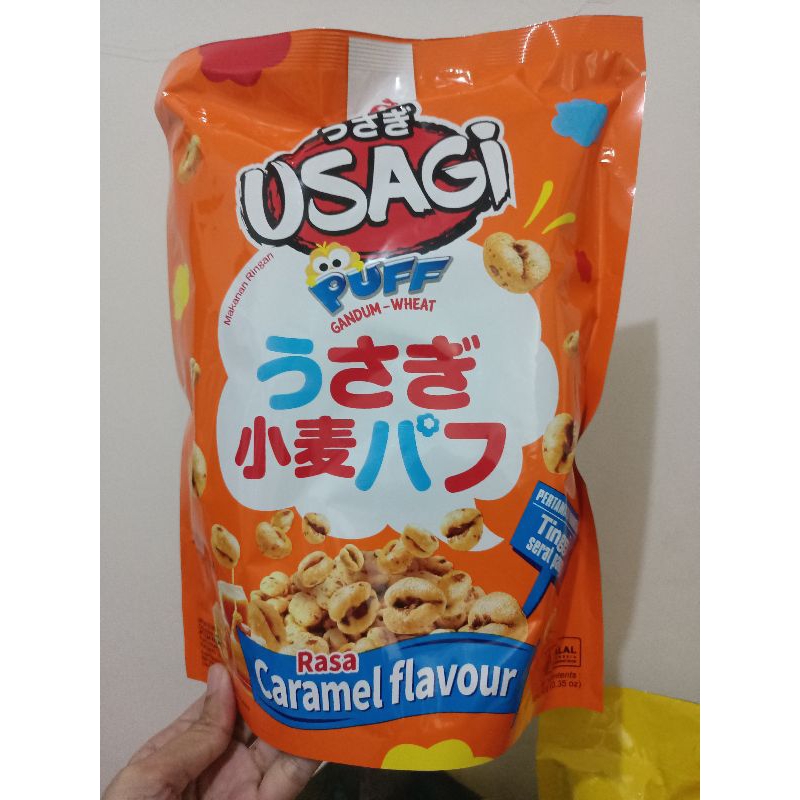 うさぎ
USAGi
Makanan Ringan
PUFF
GANDUM-WHEAT
うさぎ
小麦パフ
serat
Rasa
Caramel flavour